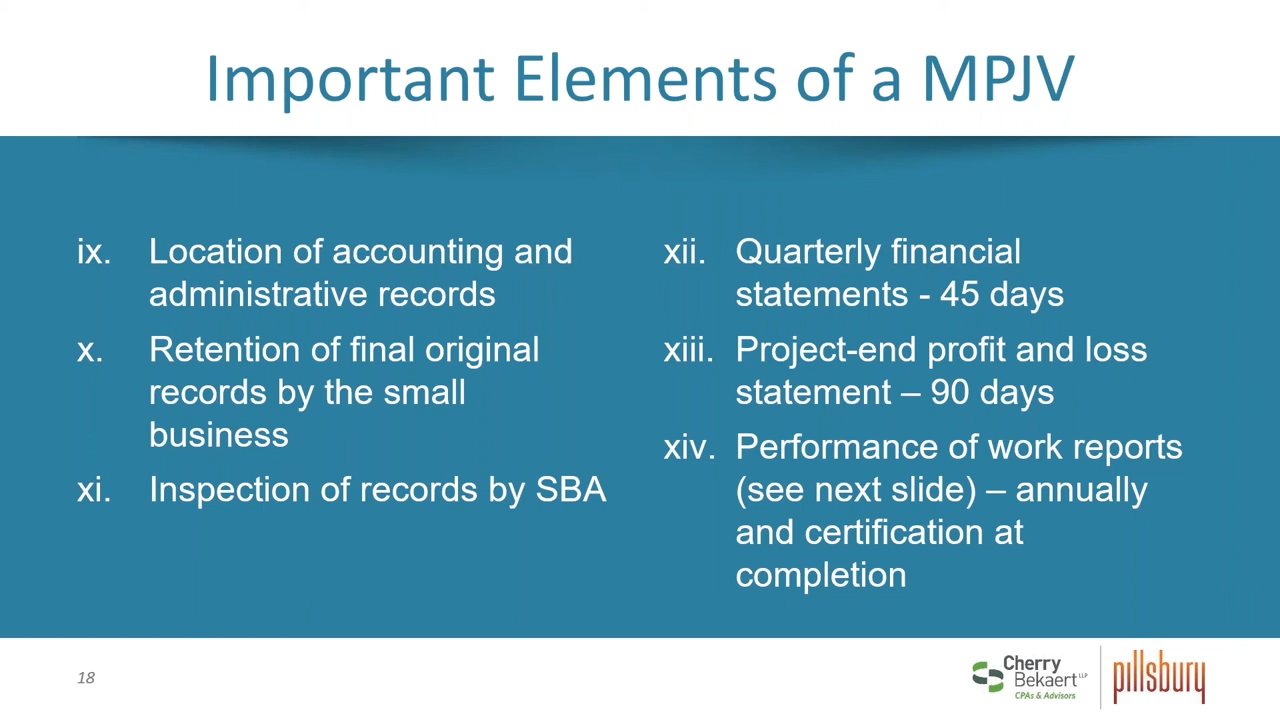 Important Elements of a MPJV
ix. Location of accounting and
administrative records
x. Retention of final original
records by the small
business
xi. Inspection of records by SBA
xii. Quarterly financial
statements - 45 days
xiii. Project-end profit and loss
statement – 90 days
xiv. Performance of work reports
(see next slide) – annually
and certification at
completion
18
Cherry
Bekaert LLP
CPAs & Advisors
pillsbury